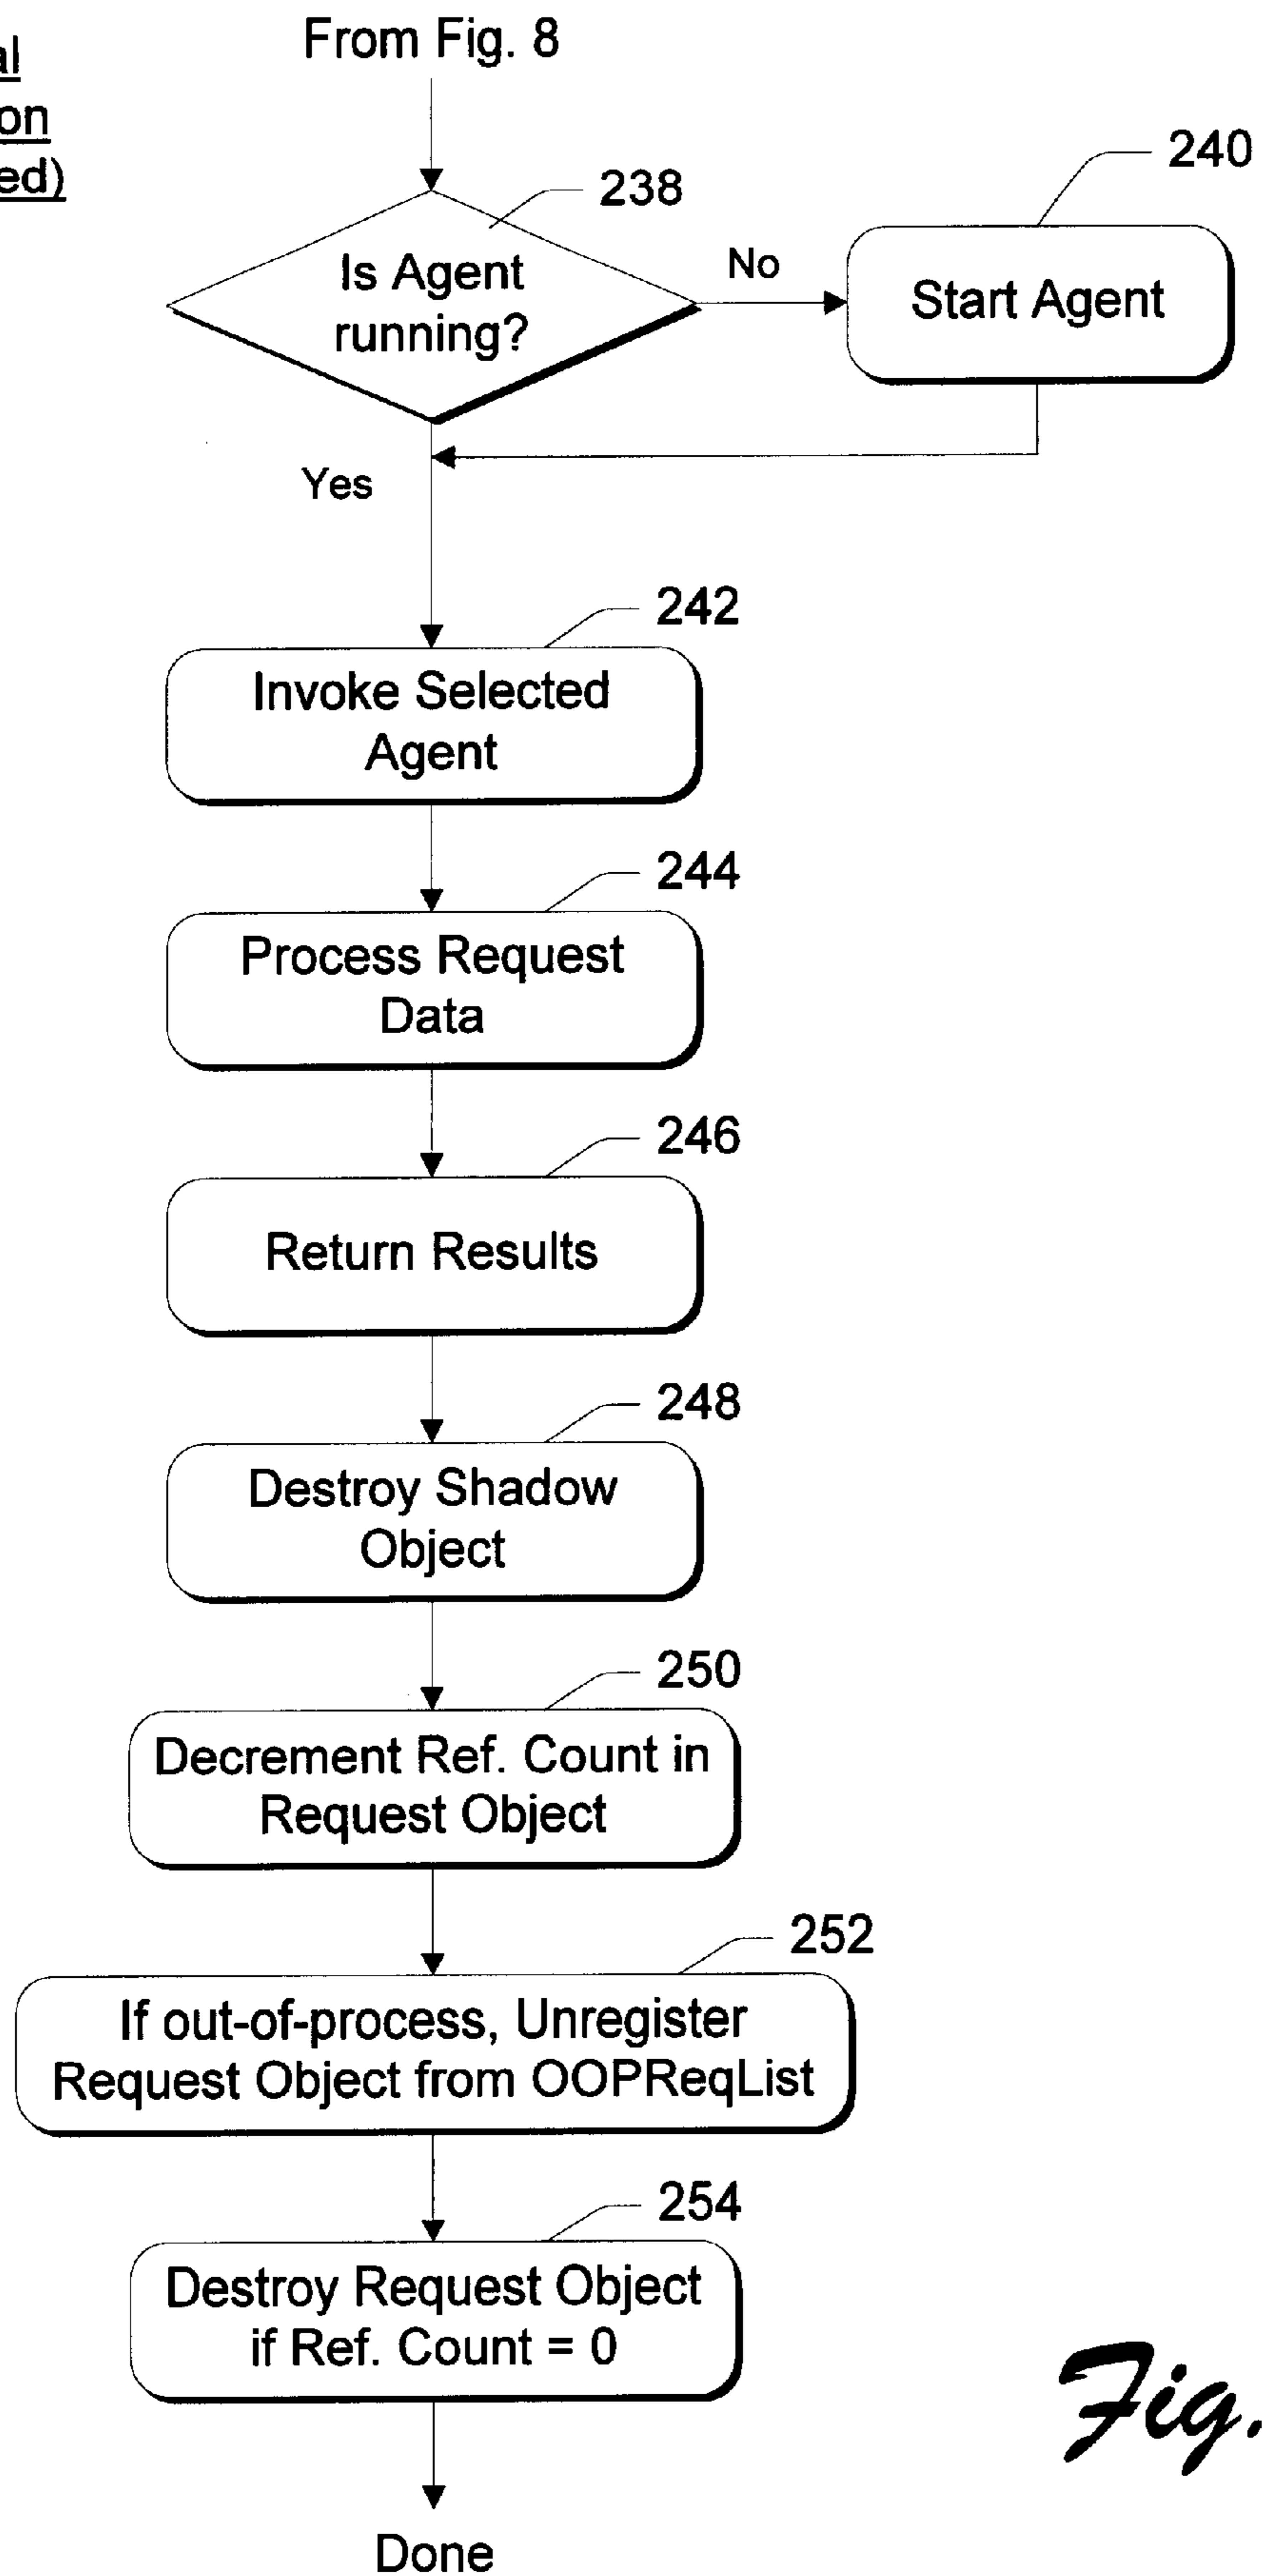 From Fig. 8
238
240
Is Agent
running?
No
Start Agent
Yes
242
Invoke Selected
Agent
244
Process Request
Data
246
Return Results
248
Destroy Shadow
Object
250
Decrement Ref. Count in
Request Object
252
If out-of-process, Unregister
Request Object from OOPReqList
254
Destroy Request Object
if Ref. Count = 0
Fig.
Done